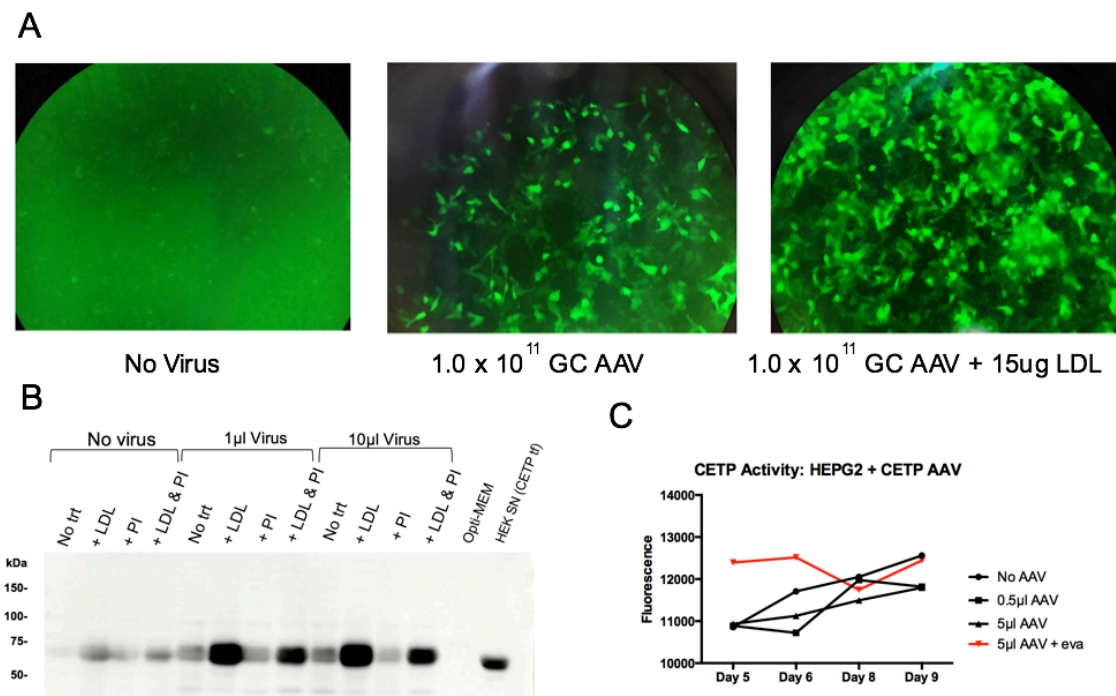 A
No Virus
1.0 x 10 11 GC AAV
1.0 x 10 11 GC AAV + 15ug LDL
B
No virus
1µl Virus
10µl Virus
No trt
+ LDL
+ PI
+ LDL & PI
No trt
+ LDL
+ PI
+ LDL & PI
No trt
+ LDL
+ PI
+ LDL & PI
Opti-MEM
HEK SN (CETP tf)
kDa
150-
100-
75-
50-
C
CETP Activity: HEPG2 + CETP AAV
Fluorescence
14000
13000
12000
11000
10000
Day 5
Day 6
Day 8
Day 9
No AAV
0.5µl AAV
5µl AAV
5µl AAV + eva